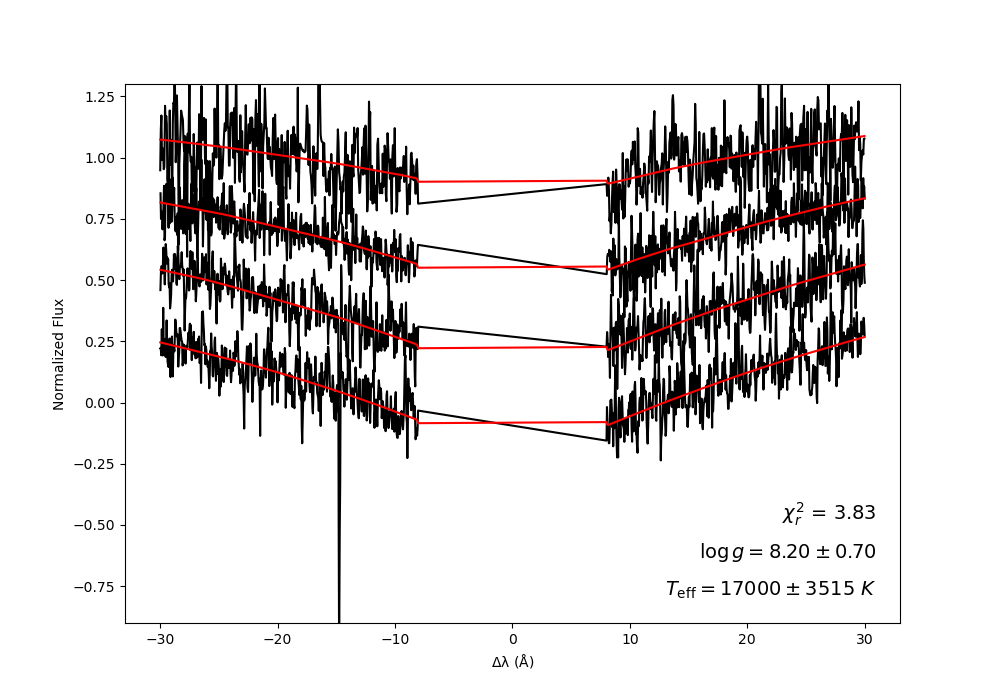 1.25
1.00
0.75
0.50
0.25
0.00
−0.25
−0.50
−0.75
Normalized Flux
χ²ᵣ = 3.83
log g = 8.20 ± 0.70
T_eff = 17000 ± 3515 K
−30 −20 −10 0 10 20 30
Δλ (Å)